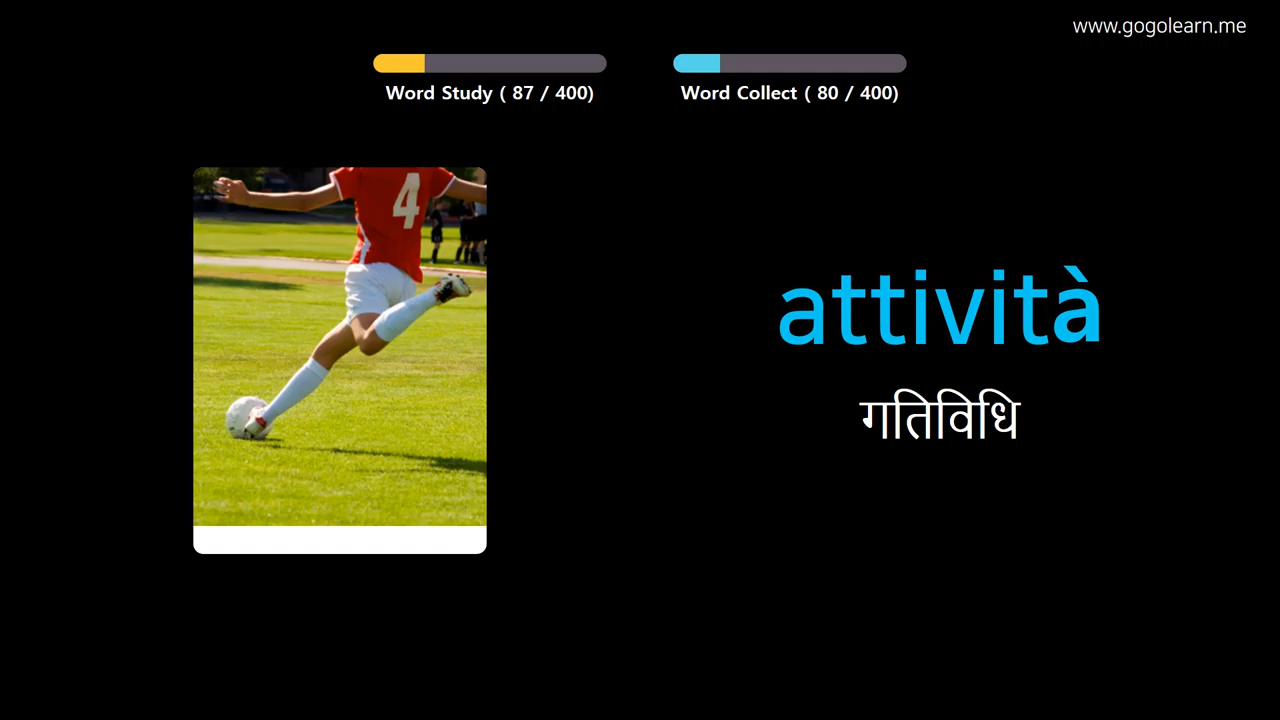 www.gogolearn.me
Word Study ( 87 / 400)
Word Collect ( 80 / 400)
4
attività
गतिविधि